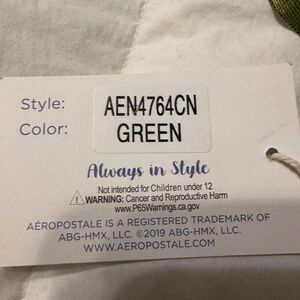 Style: AEN4764CN
Color: GREEN
Always in Style
Not intended for Children under 12
⚠WARNING: Cancer and Reproductive Harm
www.P65Warnings.ca.gov
AÉROPOSTALE IS A REGISTERED TRADEMARK OF
ABG-HMX, LLC. ©2019 ABG-HMX, LLC.
WWW.AEROPOSTALE.COM